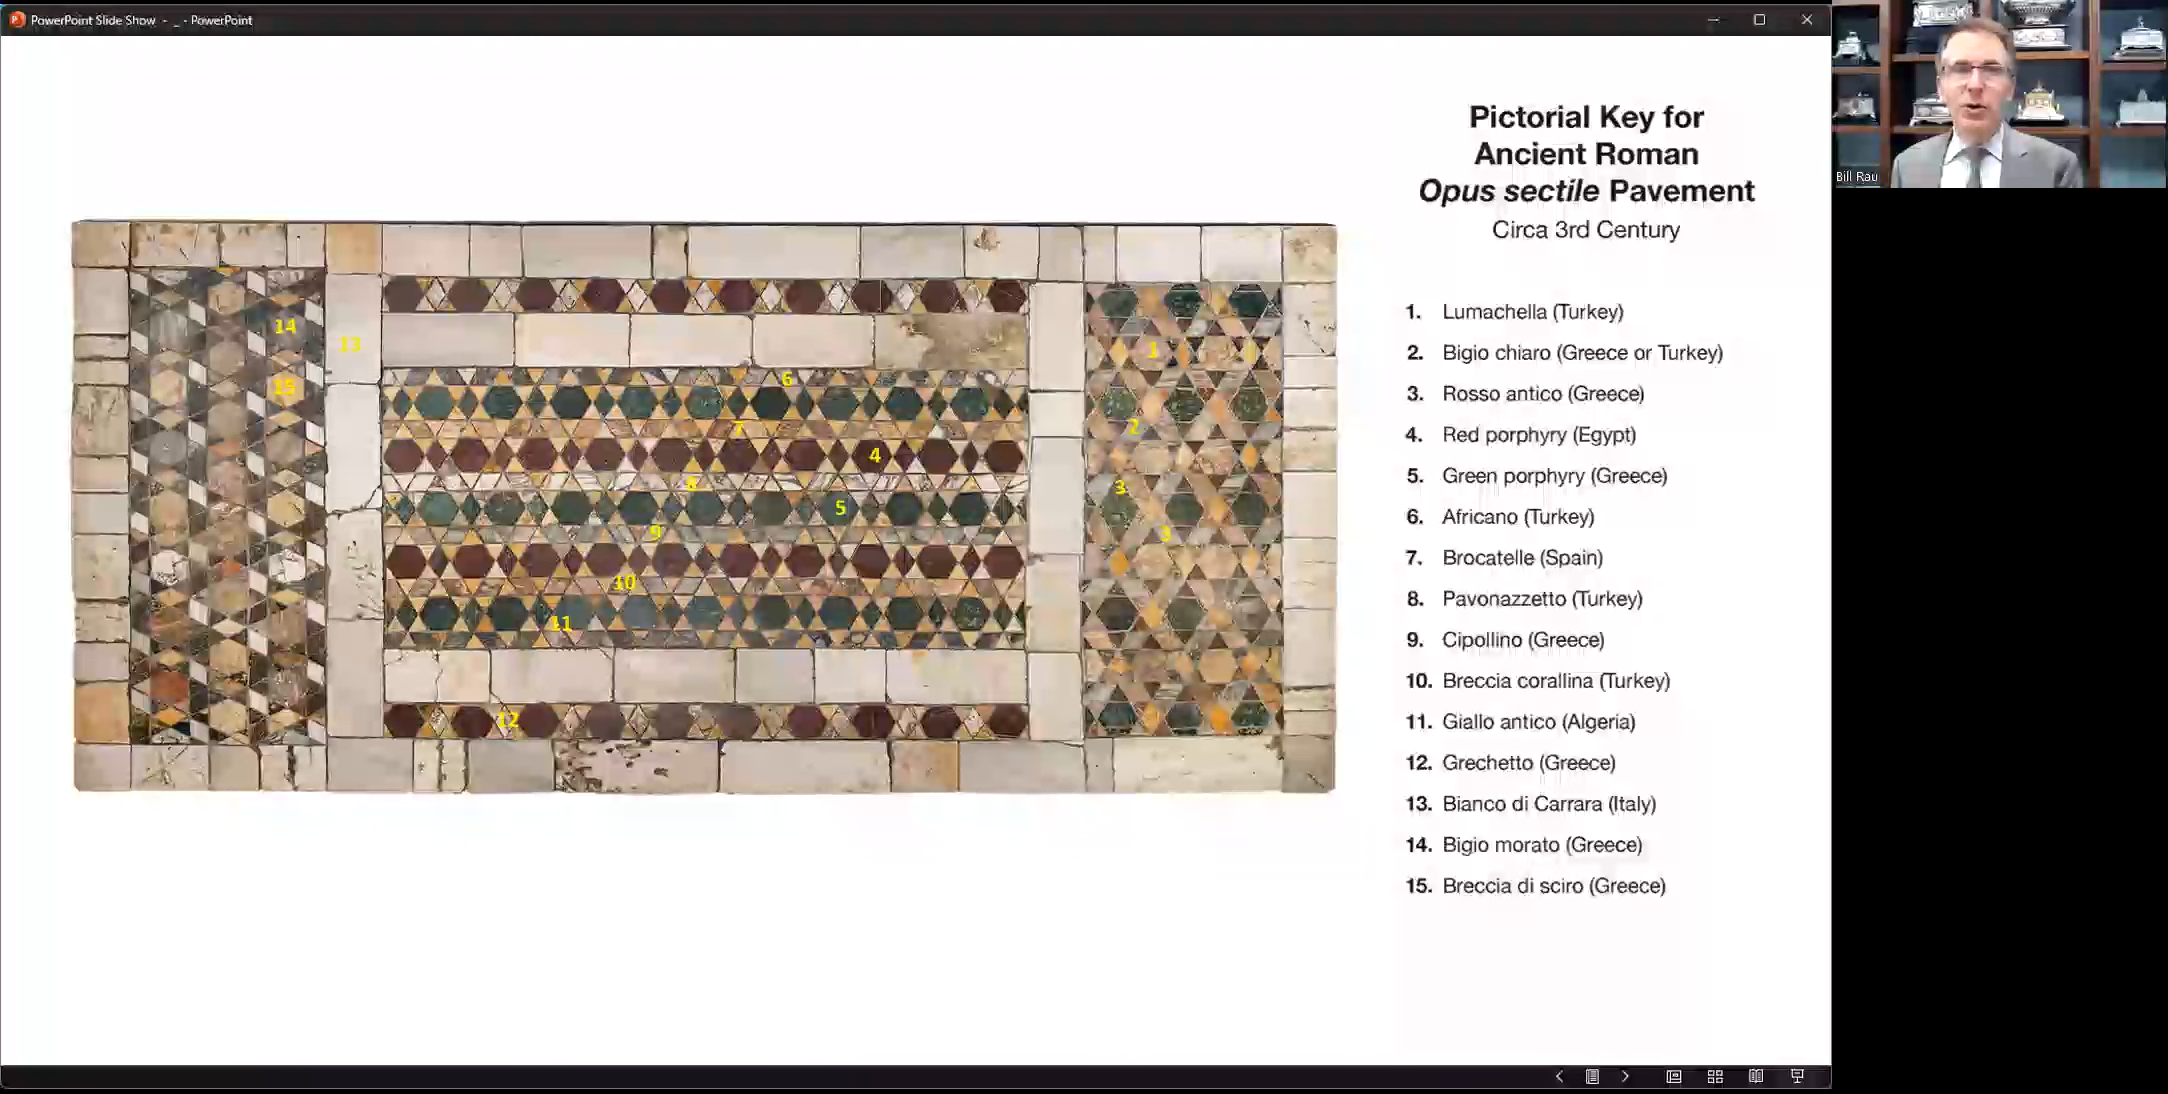 PowerPoint Slide Show - _ - PowerPoint
Bill Rau
Pictorial Key for
Ancient Roman
Opus sectile Pavement
Circa 3rd Century
1. Lumachella (Turkey)
2. Bigio chiaro (Greece or Turkey)
3. Rosso antico (Greece)
4. Red porphyry (Egypt)
5. Green porphyry (Greece)
6. Africano (Turkey)
7. Brocatelle (Spain)
8. Pavonazzetto (Turkey)
9. Cipollino (Greece)
10. Breccia corallina (Turkey)
11. Giallo antico (Algeria)
12. Grechetto (Greece)
13. Bianco di Carrara (Italy)
14. Bigio morato (Greece)
15. Breccia di sciro (Greece)
14
13
1
15
6
2
7
4
8
3
5
9
9
10
11
12